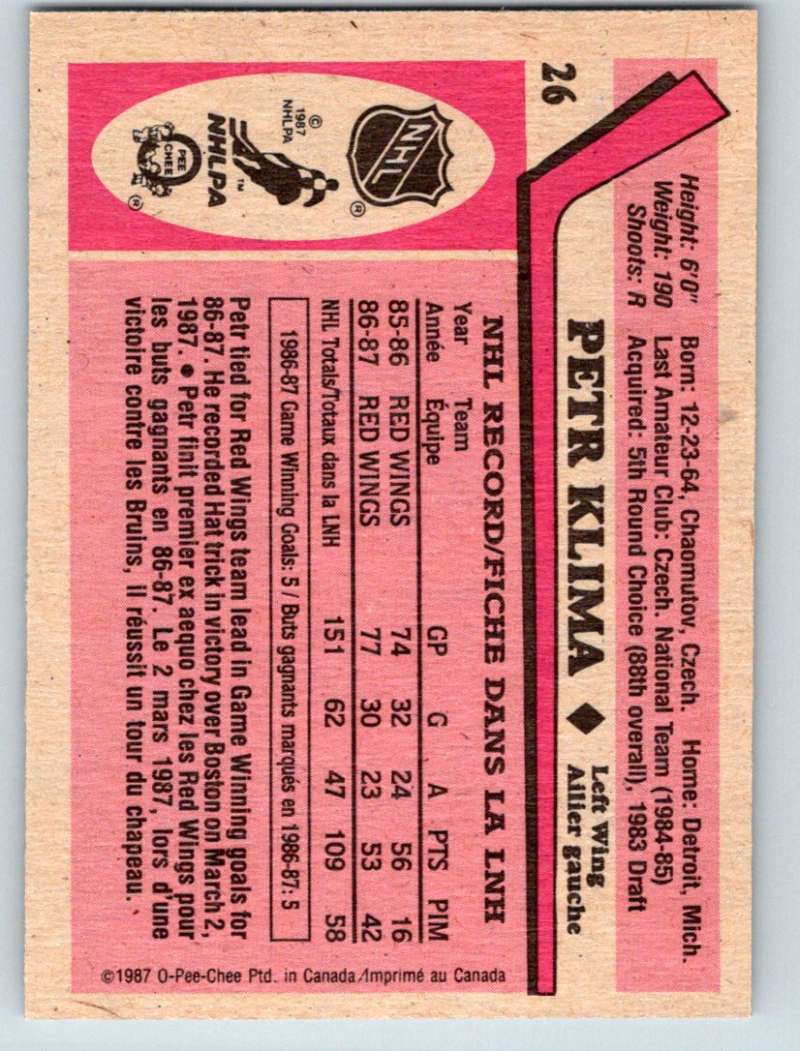 26
Height: 6'0" Born: 12-23-64, Chaomutov, Czech. Home: Detroit, Mich.
Weight: 190 Last Amateur Club: Czech. National Team (1984-85)
Shoots: R Acquired: 5th Round Choice (88th overall), 1983 Draft
PETR KLIMA ◆ Left Wing
Ailier gauche
NHL RECORD/FICHE DANS LA LNH
Year Team
Année Équipe GP G A PTS PIM
85-86 RED WINGS 74 32 24 56 16
86-87 RED WINGS 77 30 23 53 42
NHL Totals/Totaux dans la LNH 151 62 47 109 58
1986-87 Game Winning Goals: 5 / Buts gagnants marqués en 1986-87: 5
Petr tied for Red Wings team lead in Game Winning goals for
86-87. He recorded Hat trick in victory over Boston on March 2,
1987. ● Petr finit premier ex aequo chez les Red Wings pour
les buts gagnants en 86-87. Le 2 mars 1987, lors d'une
victoire contre les Bruins, il réussit un tour du chapeau.
©1987 O-Pee-Chee Ptd. in Canada/Imprimé au Canada
NHL
®
©
1987
NHLPA
™
NHLPA
O
PEE
CHEE
®